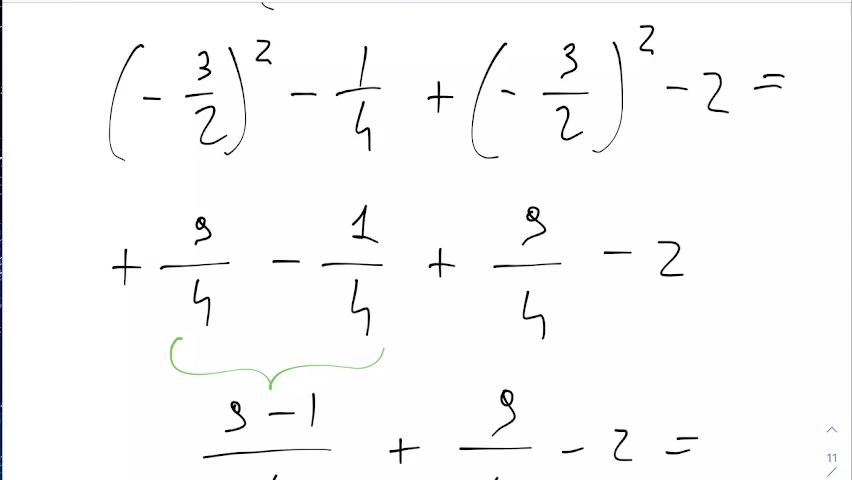 (- 3/2)² - 1/4 + (- 3/2)² - 2 =
+ 9/4 - 1/4 + 9/4 - 2
9 - 1 + 9 - 2 =
11